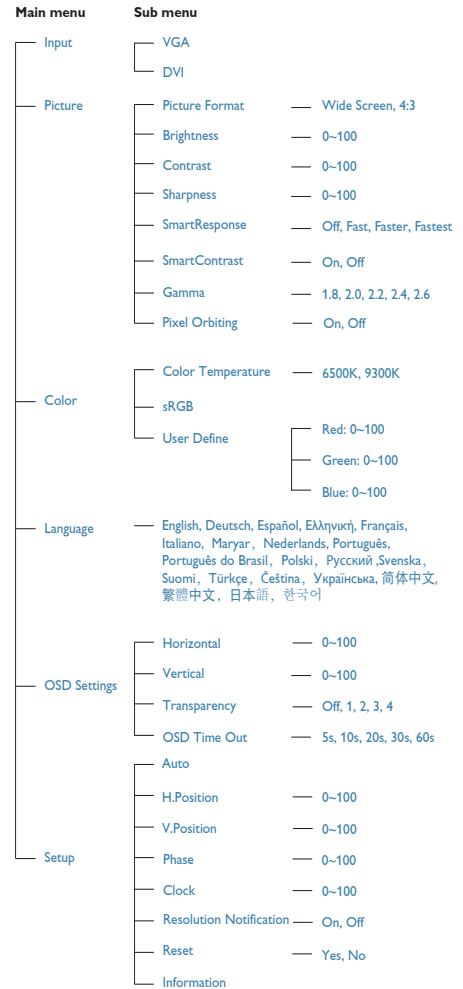 Main menu Sub menu
Input VGA
DVI
Picture Picture Format Wide Screen, 4:3
Brightness 0~100
Contrast 0~100
Sharpness 0~100
SmartResponse Off, Fast, Faster, Fastest
SmartContrast On, Off
Gamma 1.8, 2.0, 2.2, 2.4, 2.6
Pixel Orbiting On, Off
Color Temperature 6500K, 9300K
Color sRGB
User Define Red: 0~100
Green: 0~100
Blue: 0~100
Language English, Deutsch, Español, Ελληνική, Français,
Italiano, Maryar, Nederlands, Português,
Português do Brasil, Polski, Русский ,Svenska,
Suomi, Türkçe, Čeština, Українська, 简体中文,
繁體中文, 日本語, 한국어
Horizontal 0~100
Vertical 0~100
OSD Settings Transparency Off, 1, 2, 3, 4
OSD Time Out 5s, 10s, 20s, 30s, 60s
Auto
H.Position 0~100
V.Position 0~100
Setup Phase 0~100
Clock 0~100
Resolution Notification On, Off
Reset Yes, No
Information